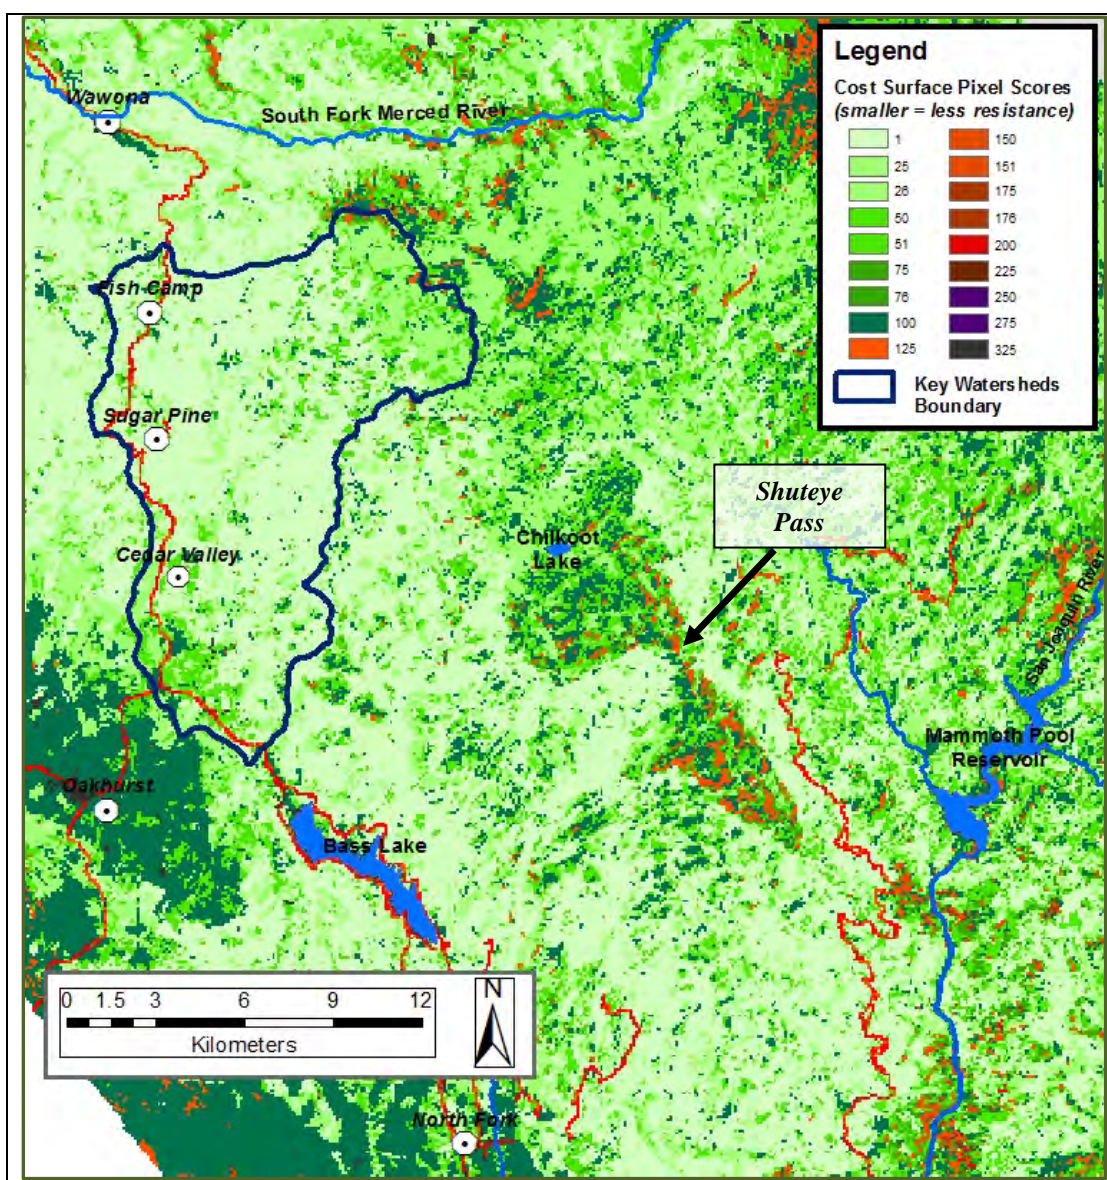 Legend
Cost Surface Pixel Scores
(smaller = less resistance)
1
25
26
50
51
75
76
100
125
150
151
175
176
200
225
250
275
325
Key Watersheds
Boundary
Wawona
South Fork Merced River
Fish Camp
Sugar Pine
Shuteye
Pass
Chilkoot
Lake
Cedar Valley
San Joaquin River
Mammoth Pool
Reservoir
Oakhurst
Bass Lake
0 1.5 3 6 9 12
Kilometers
N
North Fork